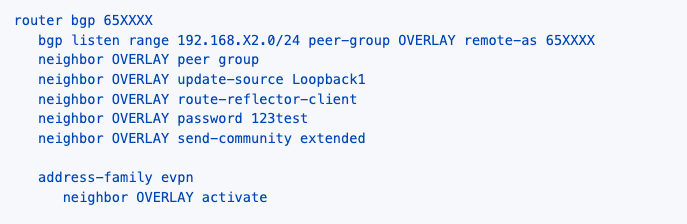 router bgp 65XXXX
bgp listen range 192.168.X2.0/24 peer-group OVERLAY remote-as 65XXXX
neighbor OVERLAY peer group
neighbor OVERLAY update-source Loopback1
neighbor OVERLAY route-reflector-client
neighbor OVERLAY password 123test
neighbor OVERLAY send-community extended
address-family evpn
neighbor OVERLAY activate